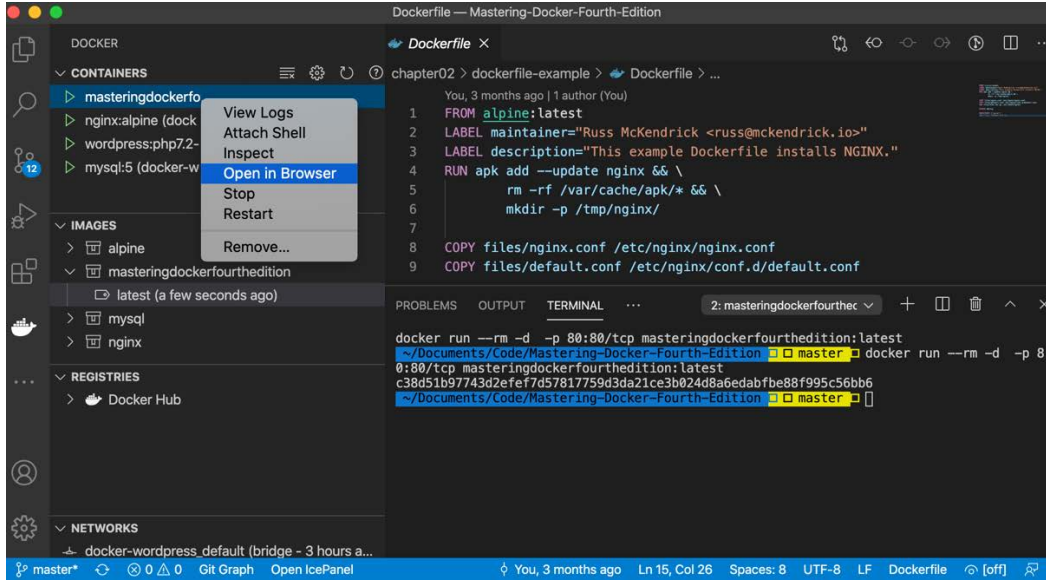 Dockerfile — Mastering-Docker-Fourth-Edition
DOCKER
CONTAINERS
masteringdockerfo
nginx:alpine (dock
wordpress:php7.2-
mysql:5 (docker-w
View Logs
Attach Shell
Inspect
Open in Browser
Stop
Restart
Remove...
12
IMAGES
alpine
masteringdockerfourthedition
latest (a few seconds ago)
mysql
nginx
REGISTRIES
Docker Hub
NETWORKS
docker-wordpress_default (bridge - 3 hours a...
Dockerfile
chapter02 > dockerfile-example > Dockerfile > ...
You, 3 months ago | 1 author (You)
1 FROM alpine:latest
2 LABEL maintainer="Russ McKendrick <russ@mckendrick.io>"
3 LABEL description="This example Dockerfile installs NGINX."
4 RUN apk add --update nginx && \
5 rm -rf /var/cache/apk/* && \
6 mkdir -p /tmp/nginx/
7
8 COPY files/nginx.conf /etc/nginx/nginx.conf
9 COPY files/default.conf /etc/nginx/conf.d/default.conf
PROBLEMS OUTPUT TERMINAL ... 2: masteringdockerfourthec
docker run --rm -d -p 80:80/tcp masteringdockerfourthedition:latest
~/Documents/Code/Mastering-Docker-Fourth-Edition master docker run --rm -d -p 8
0:80/tcp masteringdockerfourthedition:latest
c38d51b97743d2efef7d57817759d3da21ce3b024d8a6edabfbe88f995c56bb6
~/Documents/Code/Mastering-Docker-Fourth-Edition master
master* 0 0 Git Graph Open IcePanel You, 3 months ago Ln 15, Col 26 Spaces: 8 UTF-8 LF Dockerfile [off]